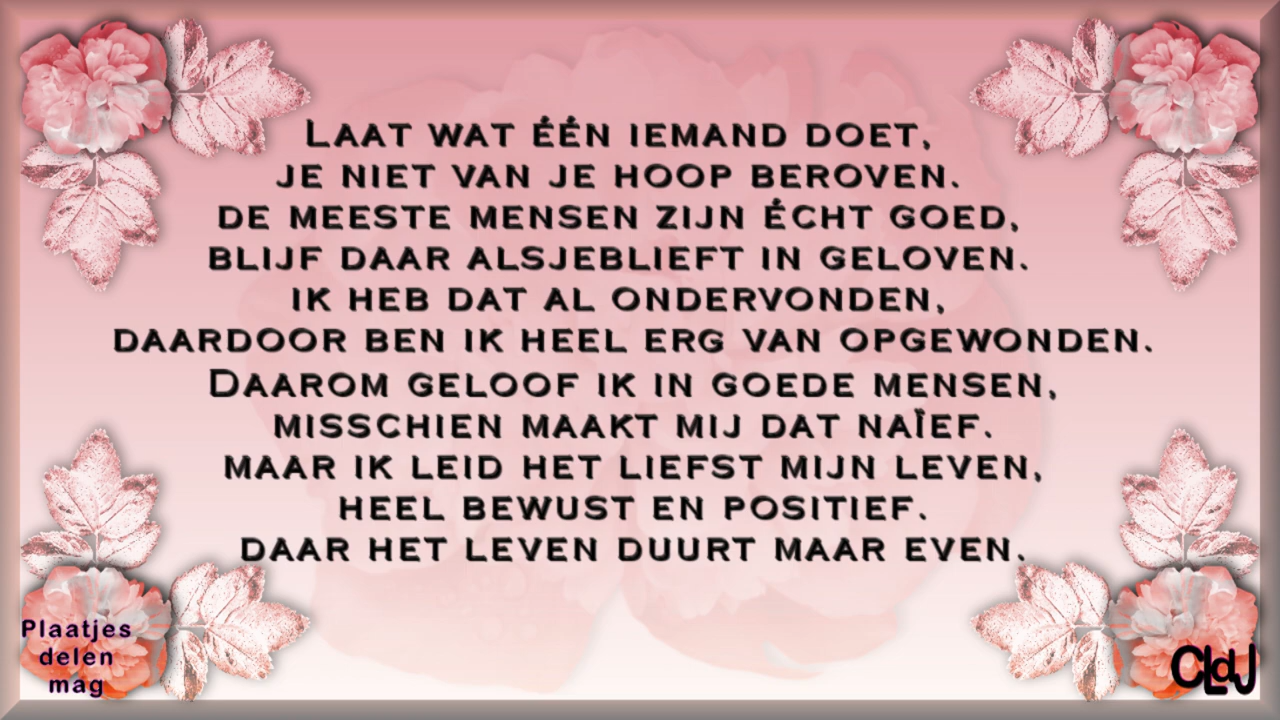 Laat wat één iemand doet,
je niet van je hoop beroven.
de meeste mensen zijn écht goed,
blijf daar alsjeblieft in geloven.
ik heb dat al ondervonden,
daardoor ben ik heel erg van opgewonden.
Daarom geloof ik in goede mensen,
misschien maakt mij dat naïef.
maar ik leid het liefst mijn leven,
heel bewust en positief.
daar het leven duurt maar even.
Plaatjes
delen
mag
CLdJ